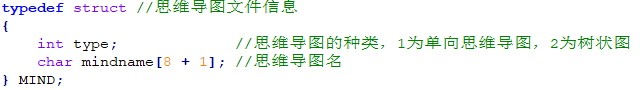 typedef struct //思维导图文件信息
{
    int type;              //思维导图的种类，1为单向思维导图，2为树状图
    char mindname[8 + 1]; //思维导图名
} MIND;